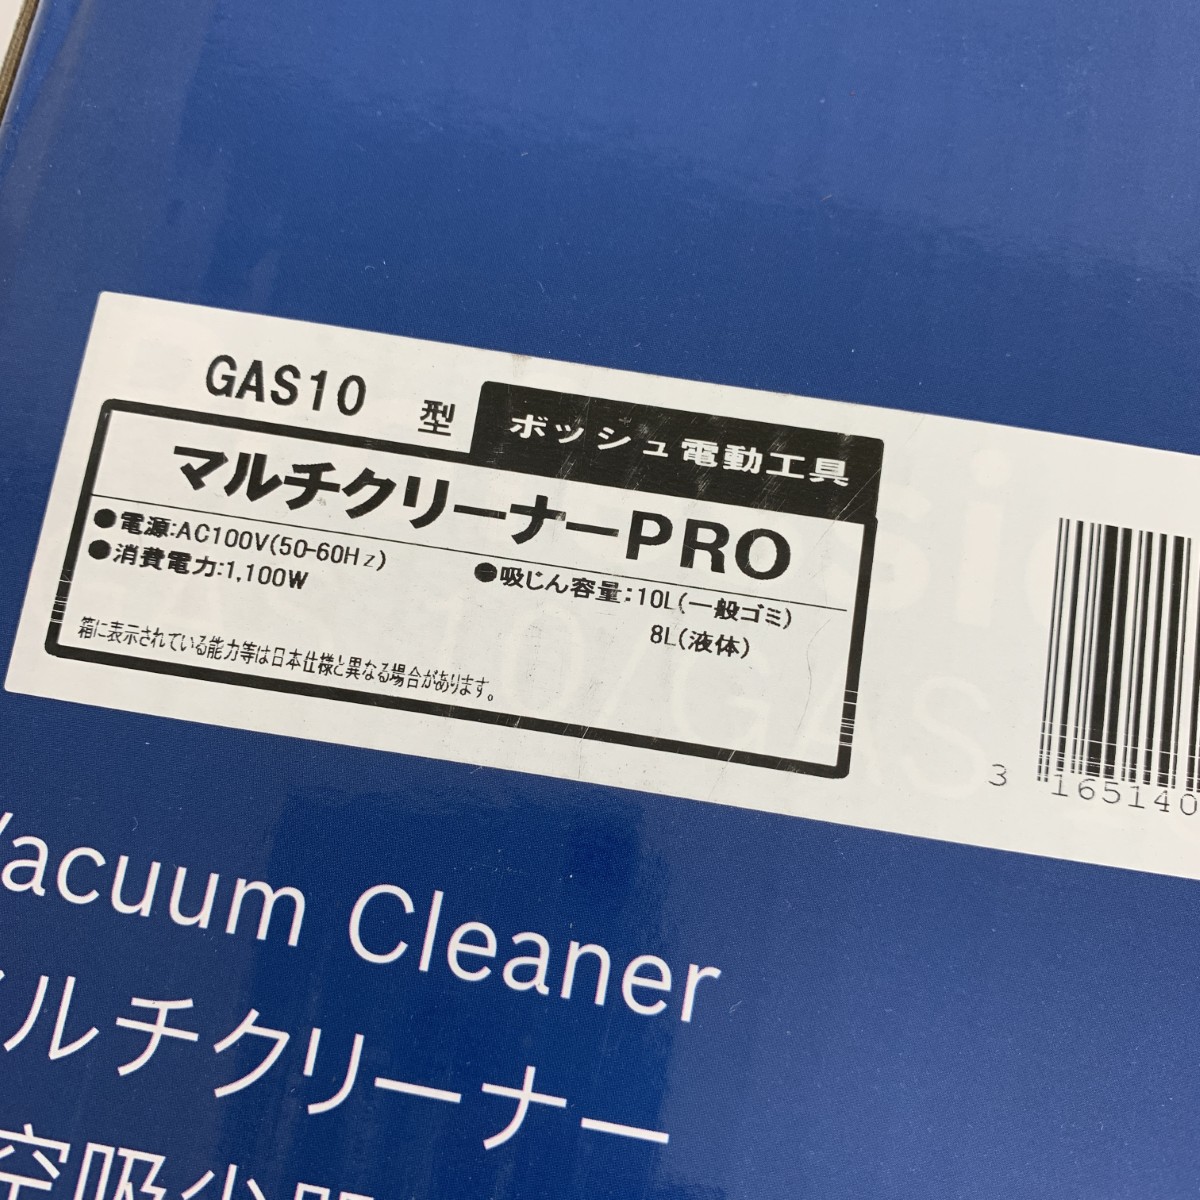 GAS10 型
ボッシュ電動工具
マルチクリーナーPRO
●電源:AC100V(50-60Hz)
●消費電力:1,100W
●吸じん容量:10L(一般ゴミ)
8L(液体)
箱に表示されている能力等は日本仕様と異なる場合があります。
3 165140
Vacuum Cleaner
マルチクリーナー
空吸尘